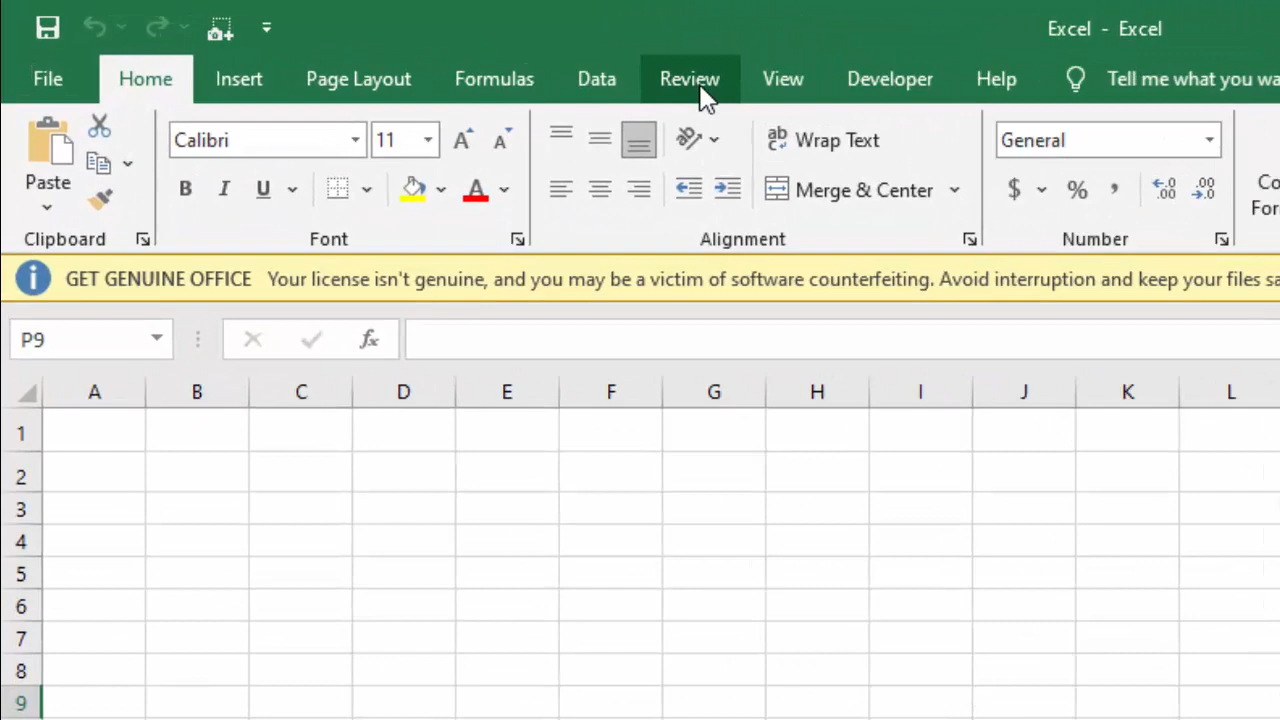 Excel - Excel
File Home Insert Page Layout Formulas Data Review View Developer Help Tell me what you wa
Calibri 11 Wrap Text General
Paste B I U A Merge & Center $ % , Co
Forn
Clipboard Font Alignment Number
GET GENUINE OFFICE Your license isn't genuine, and you may be a victim of software counterfeiting. Avoid interruption and keep your files sa
P9 fx
A B C D E F G H I J K L
1
2
3
4
5
6
7
8
9